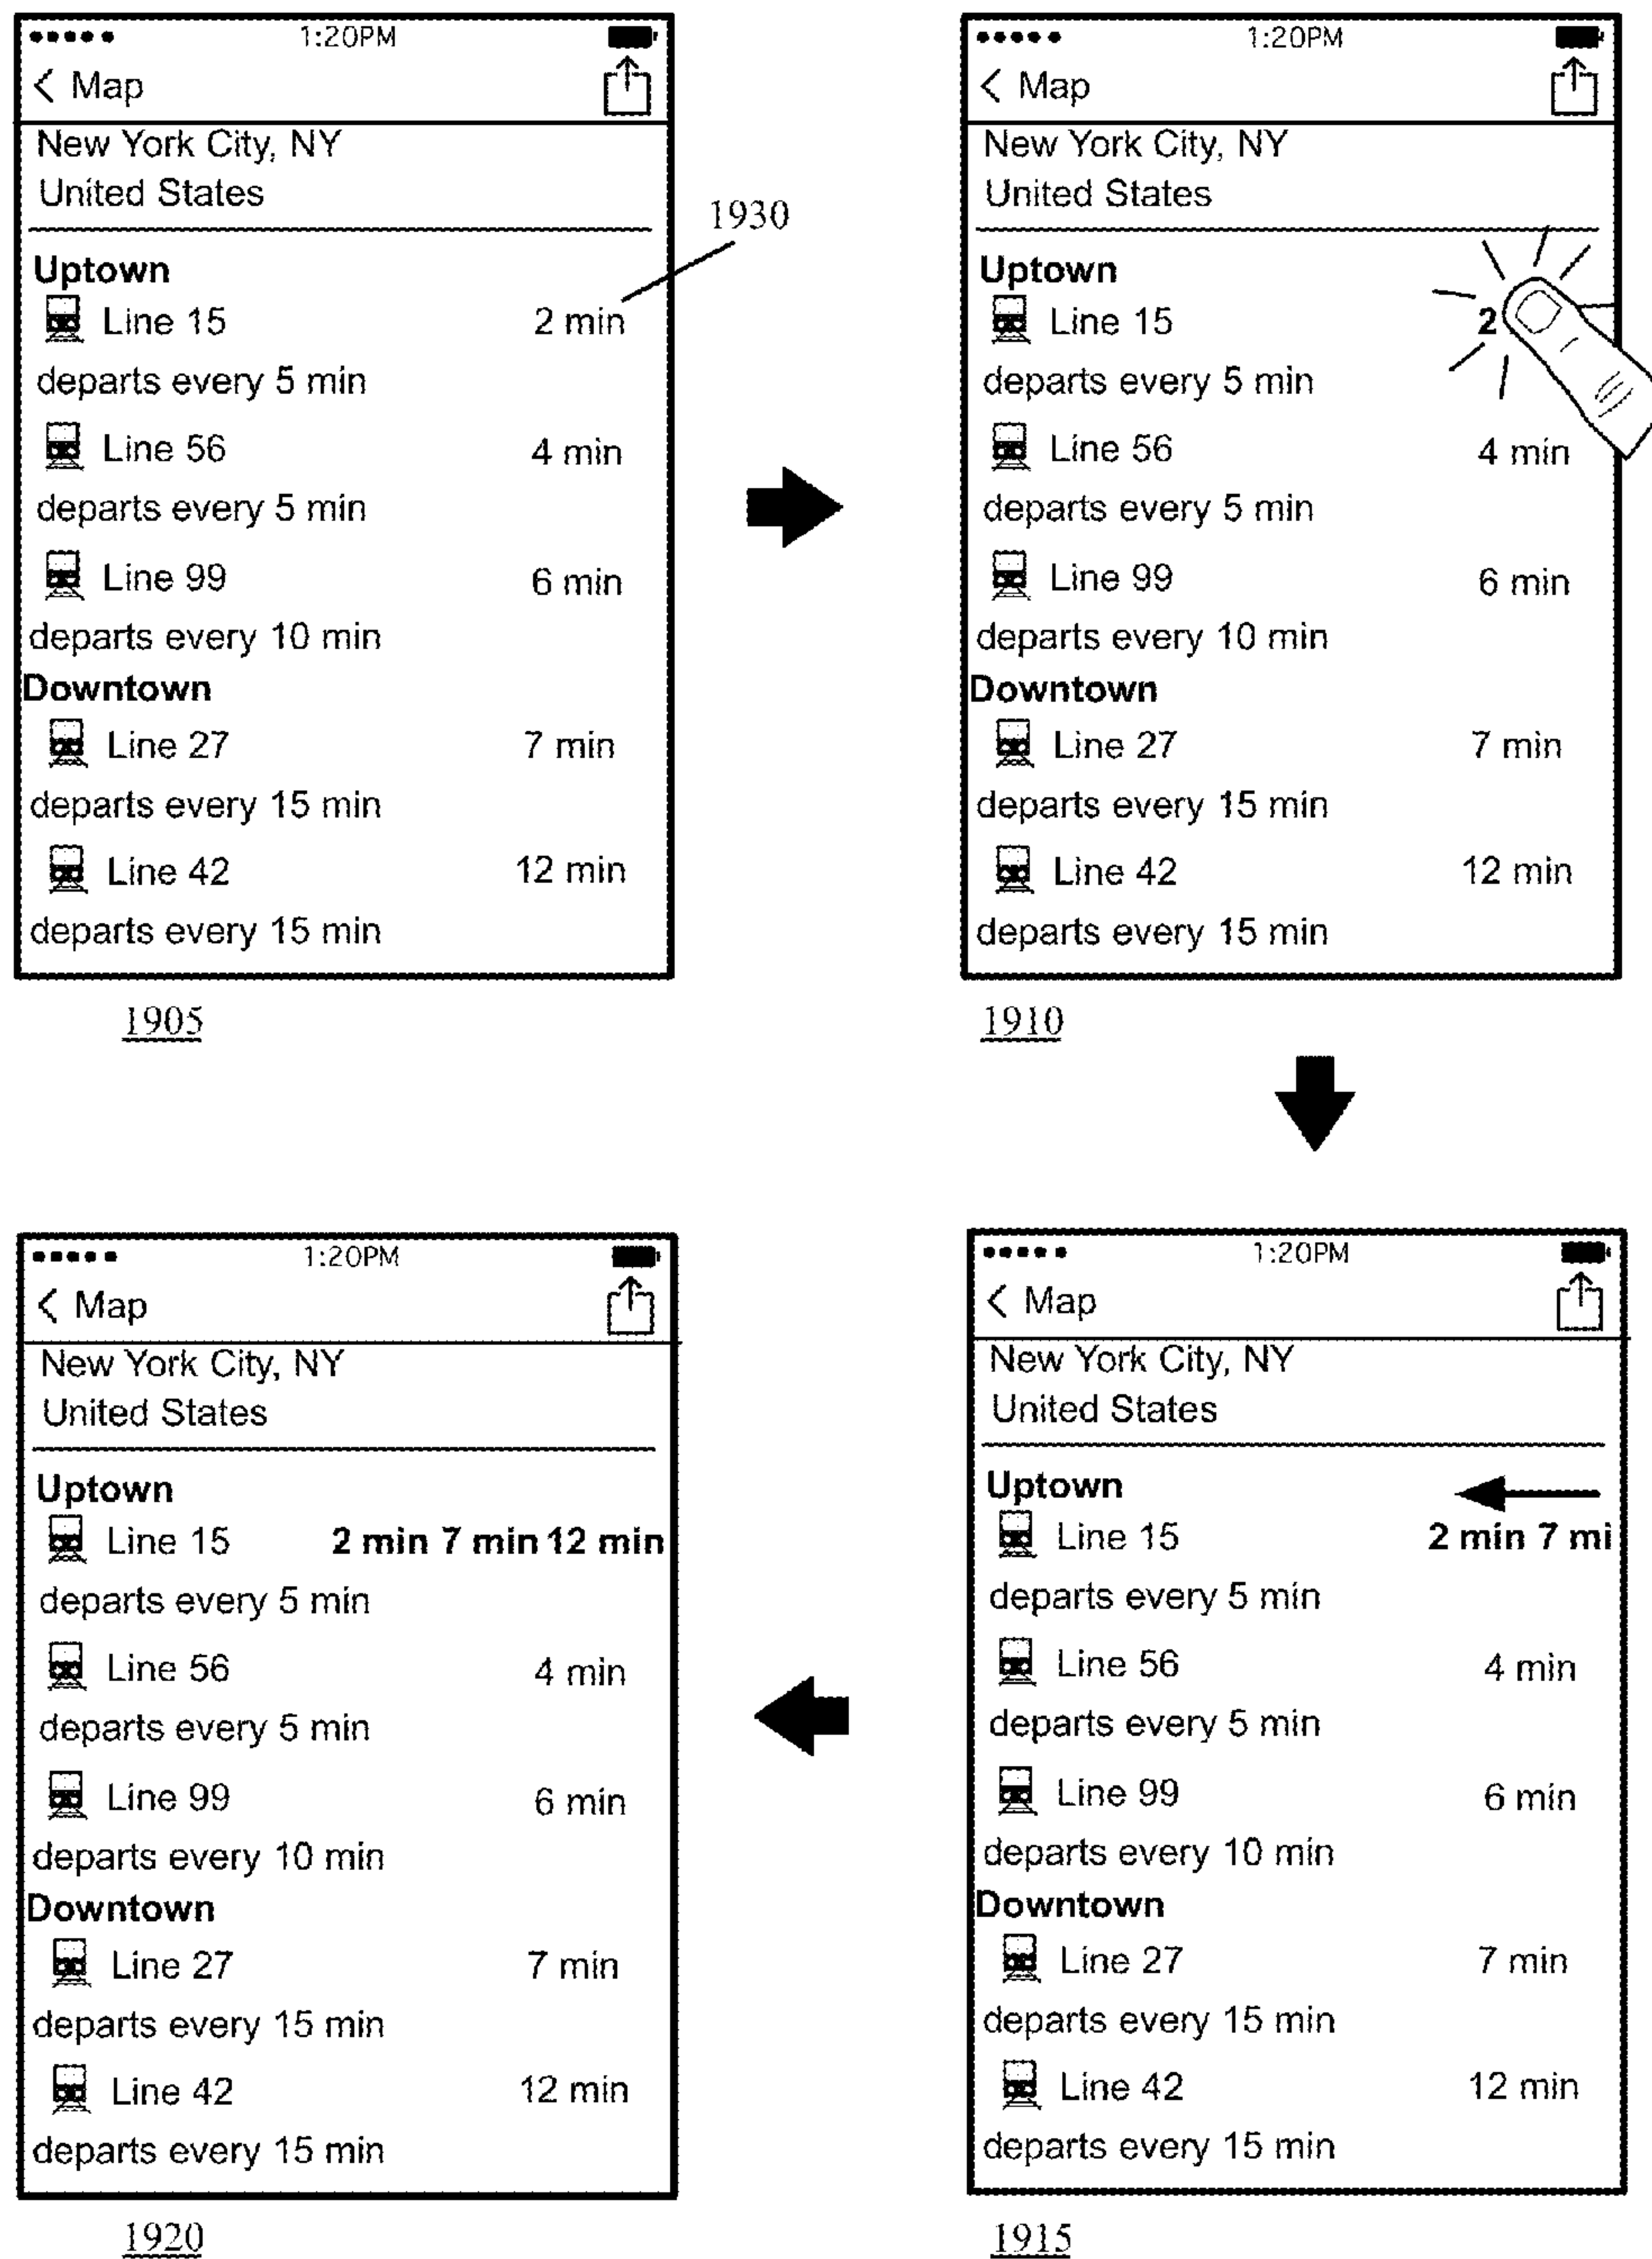 1:20PM
Map
New York City, NY
United States
Uptown
Line 15 2 min
departs every 5 min
Line 56 4 min
departs every 5 min
Line 99 6 min
departs every 10 min
Downtown
Line 27 7 min
departs every 15 min
Line 42 12 min
departs every 15 min
1905
1930
1:20PM
Map
New York City, NY
United States
Uptown
Line 15 2
departs every 5 min
Line 56 4 min
departs every 5 min
Line 99 6 min
departs every 10 min
Downtown
Line 27 7 min
departs every 15 min
Line 42 12 min
departs every 15 min
1910
1:20PM
Map
New York City, NY
United States
Uptown
Line 15 2 min 7 mi
departs every 5 min
Line 56 4 min
departs every 5 min
Line 99 6 min
departs every 10 min
Downtown
Line 27 7 min
departs every 15 min
Line 42 12 min
departs every 15 min
1915
1:20PM
Map
New York City, NY
United States
Uptown
Line 15 2 min 7 min 12 min
departs every 5 min
Line 56 4 min
departs every 5 min
Line 99 6 min
departs every 10 min
Downtown
Line 27 7 min
departs every 15 min
Line 42 12 min
departs every 15 min
1920